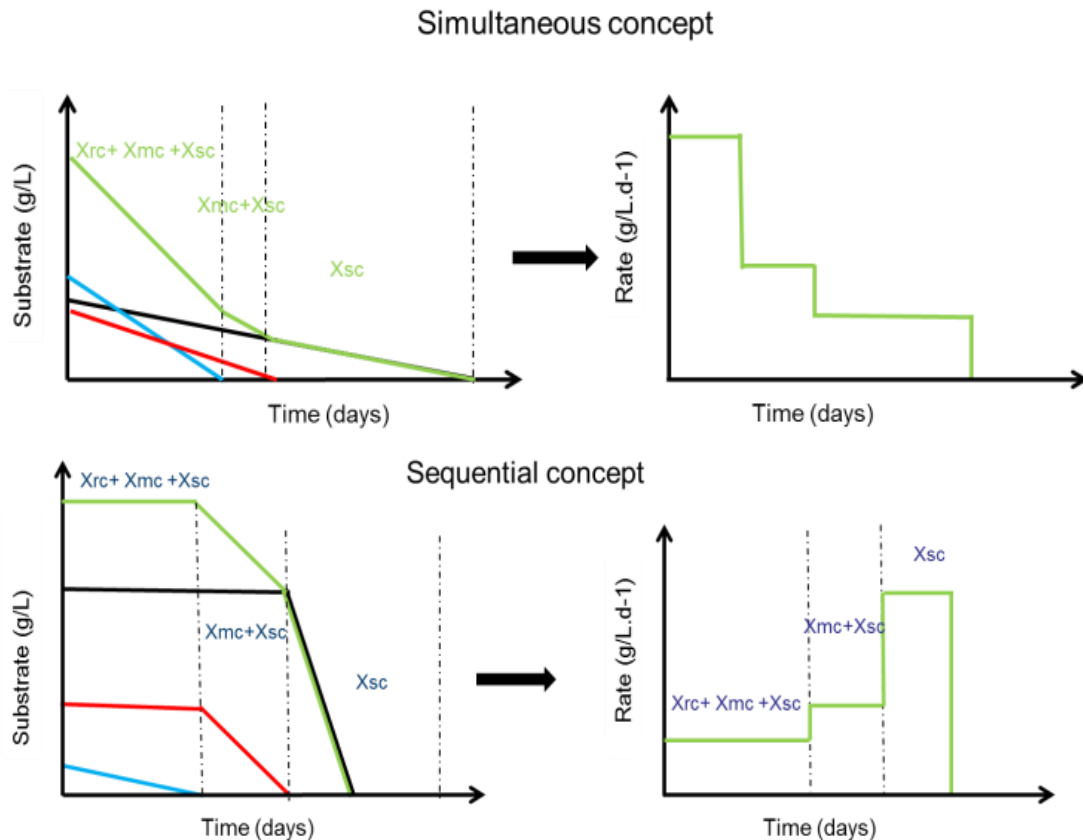 Simultaneous concept
Substrate (g/L)
Xrc+ Xmc +Xsc
Xmc+Xsc
Xsc
Time (days)
Rate (g/L.d-1)
Time (days)
Sequential concept
Substrate (g/L)
Xrc+ Xmc +Xsc
Xmc+Xsc
Xsc
Time (days)
Rate (g/L.d-1)
Xrc+ Xmc +Xsc
Xmc+Xsc
Xsc
Time (days)